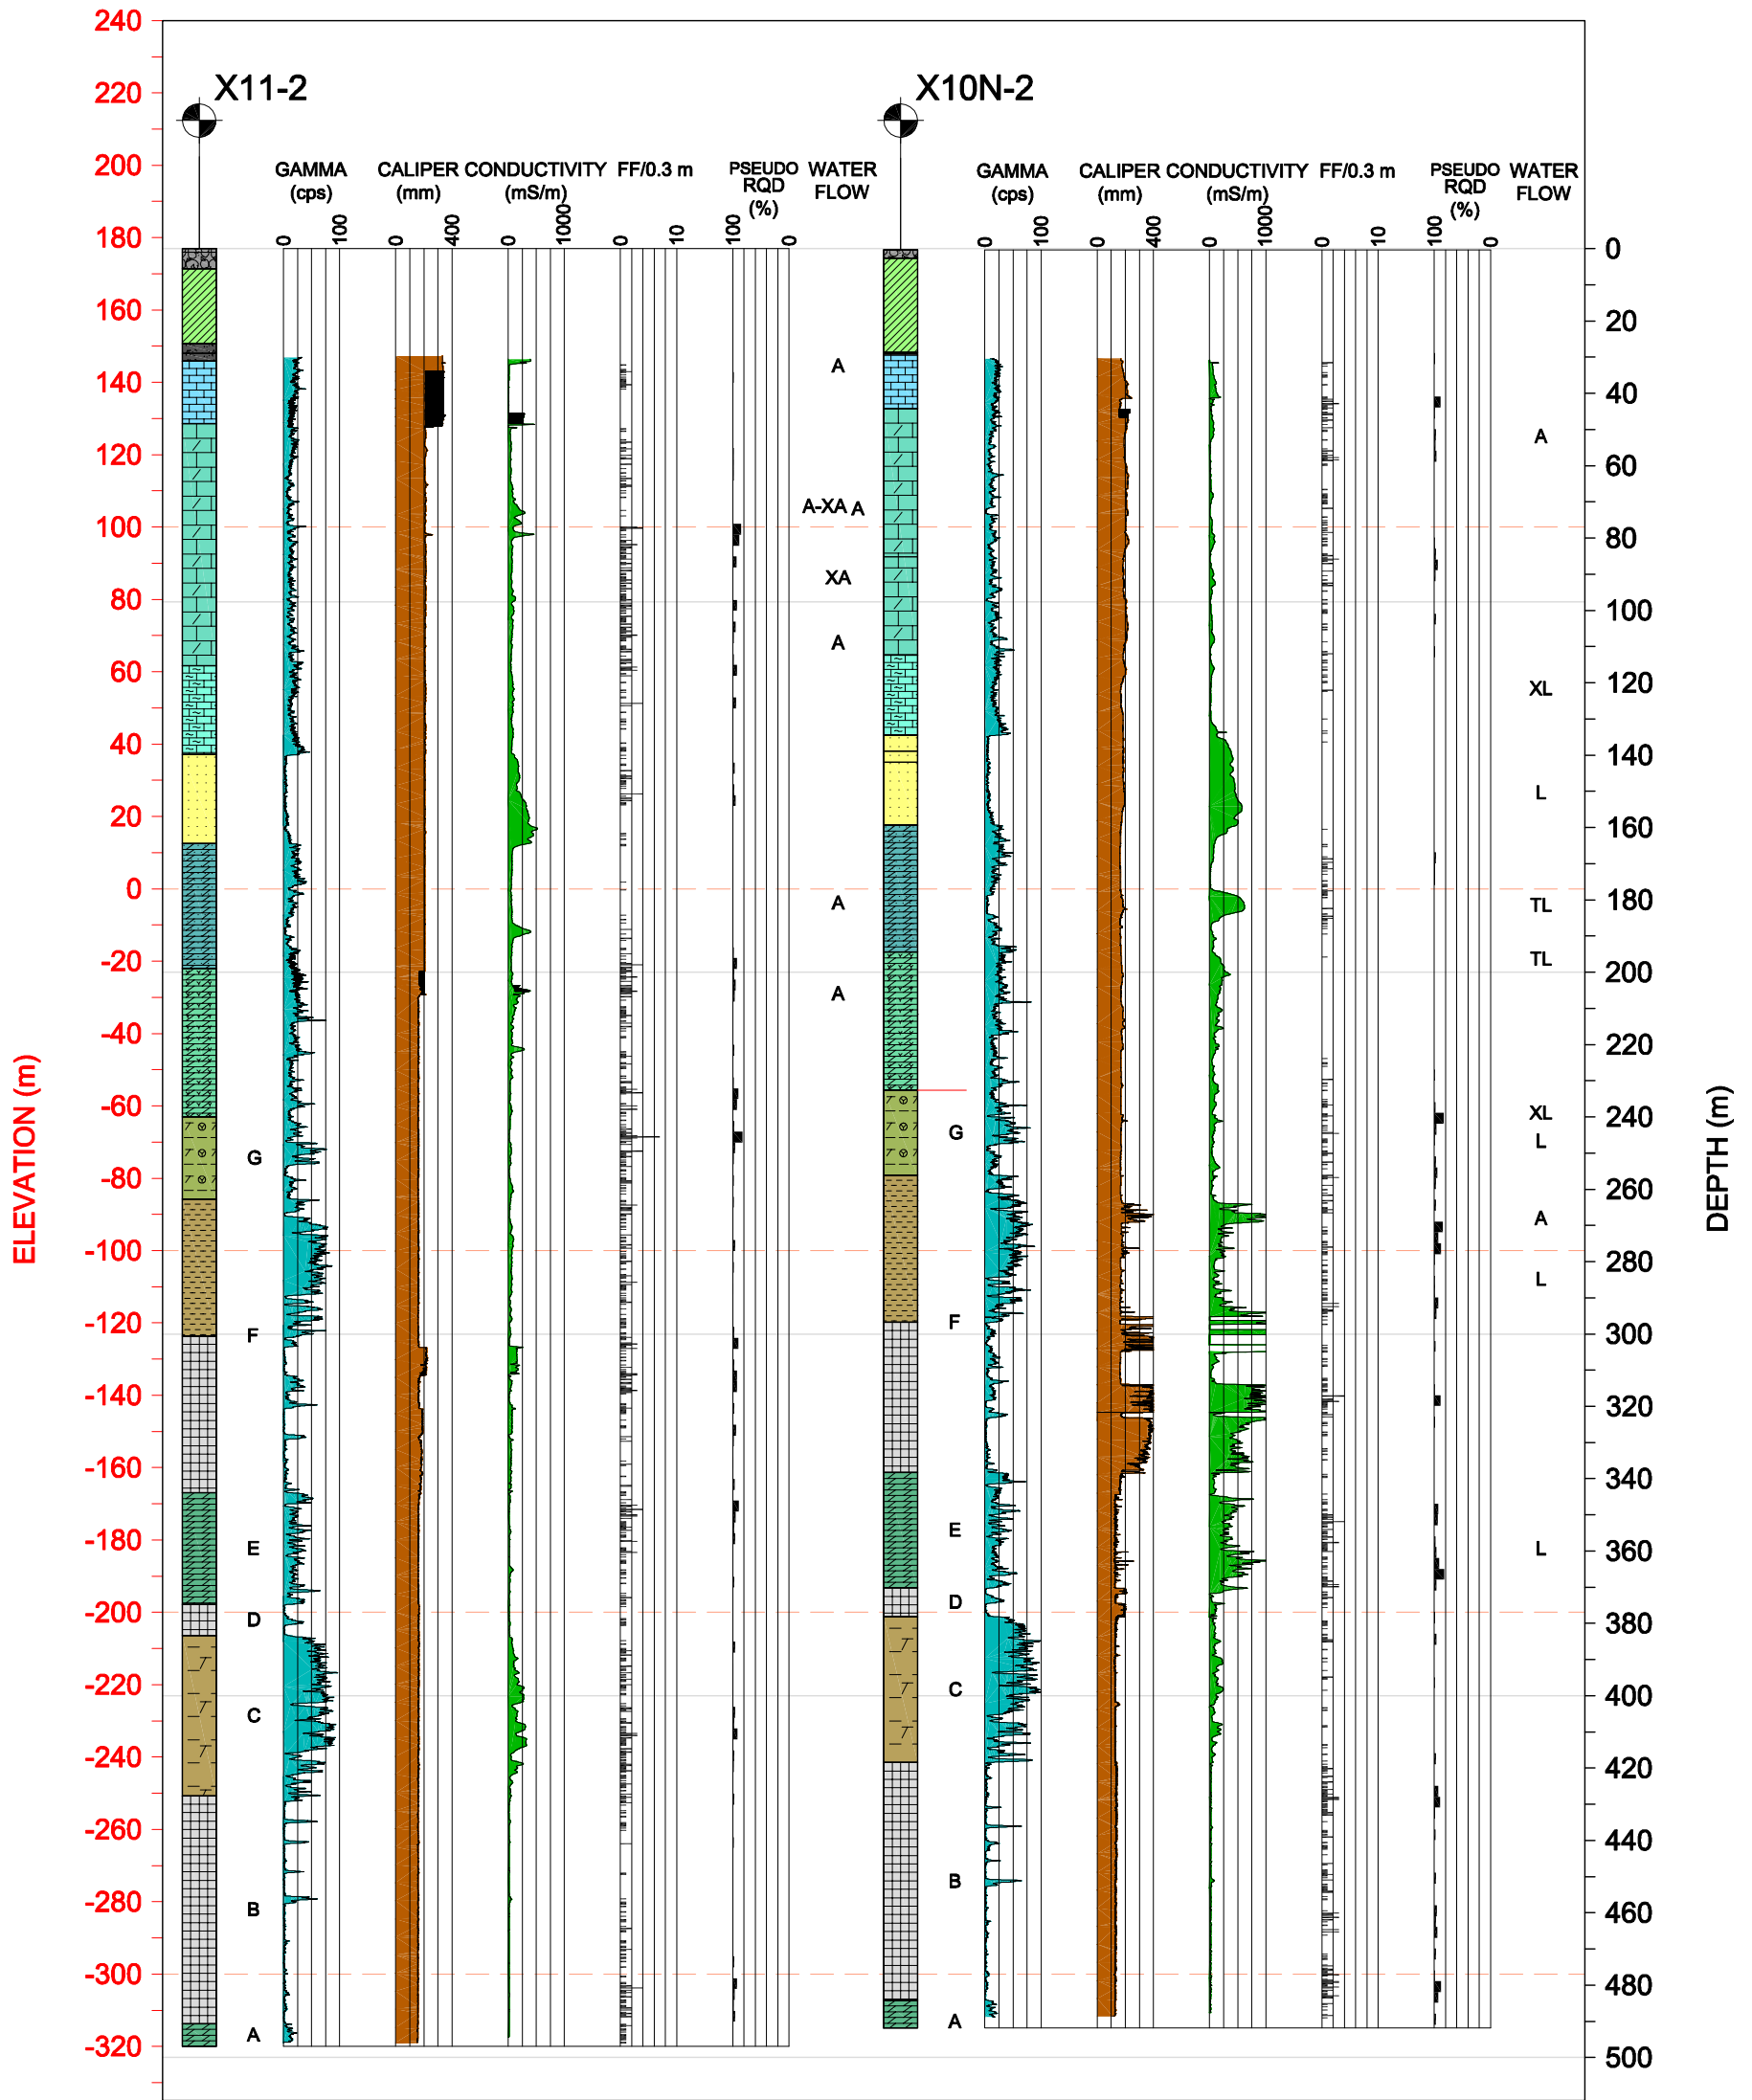 X11-2
X10N-2
GAMMA
(cps)
CALIPER
(mm)
CONDUCTIVITY
(mS/m)
FF/0.3 m
PSEUDO
RQD
(%)
WATER
FLOW
GAMMA
(cps)
CALIPER
(mm)
CONDUCTIVITY
(mS/m)
FF/0.3 m
PSEUDO
RQD
(%)
WATER
FLOW
0
100
0
400
0
1000
0
10
100
0
0
100
0
400
0
1000
0
10
100
0
ELEVATION (m)
240
220
200
180
160
140
120
100
80
60
40
20
0
-20
-40
-60
-80
-100
-120
-140
-160
-180
-200
-220
-240
-260
-280
-300
-320
G
F
E
D
C
B
A
A
A-XA A
XA
A
A
A
G
F
E
D
C
B
A
A
XL
L
TL
TL
XL
L
A
L
L
0
20
40
60
80
100
120
140
160
180
200
220
240
260
280
300
320
340
360
380
400
420
440
460
480
500
DEPTH (m)